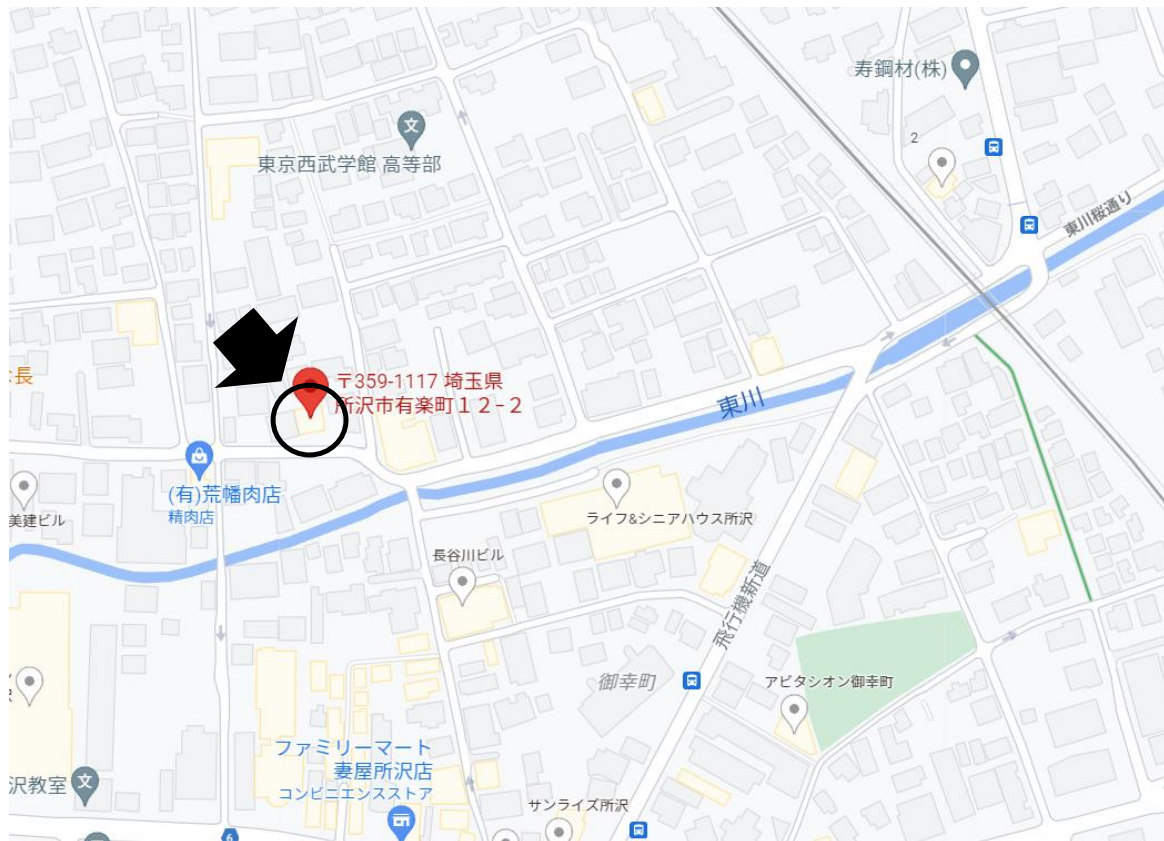 寿鋼材(株)
2
東京西武学館 高等部
東川桜通り
長
〒359-1117 埼玉県
所沢市有楽町１２−２
東川
(有)荒幡肉店
精肉店
美建ビル
ライフ&シニアハウス所沢
長谷川ビル
飛行機新道
御幸町
アビタシオン御幸町
ファミリーマート
妻屋所沢店
コンビニエンスストア
沢教室
サンライズ所沢
6
文
文